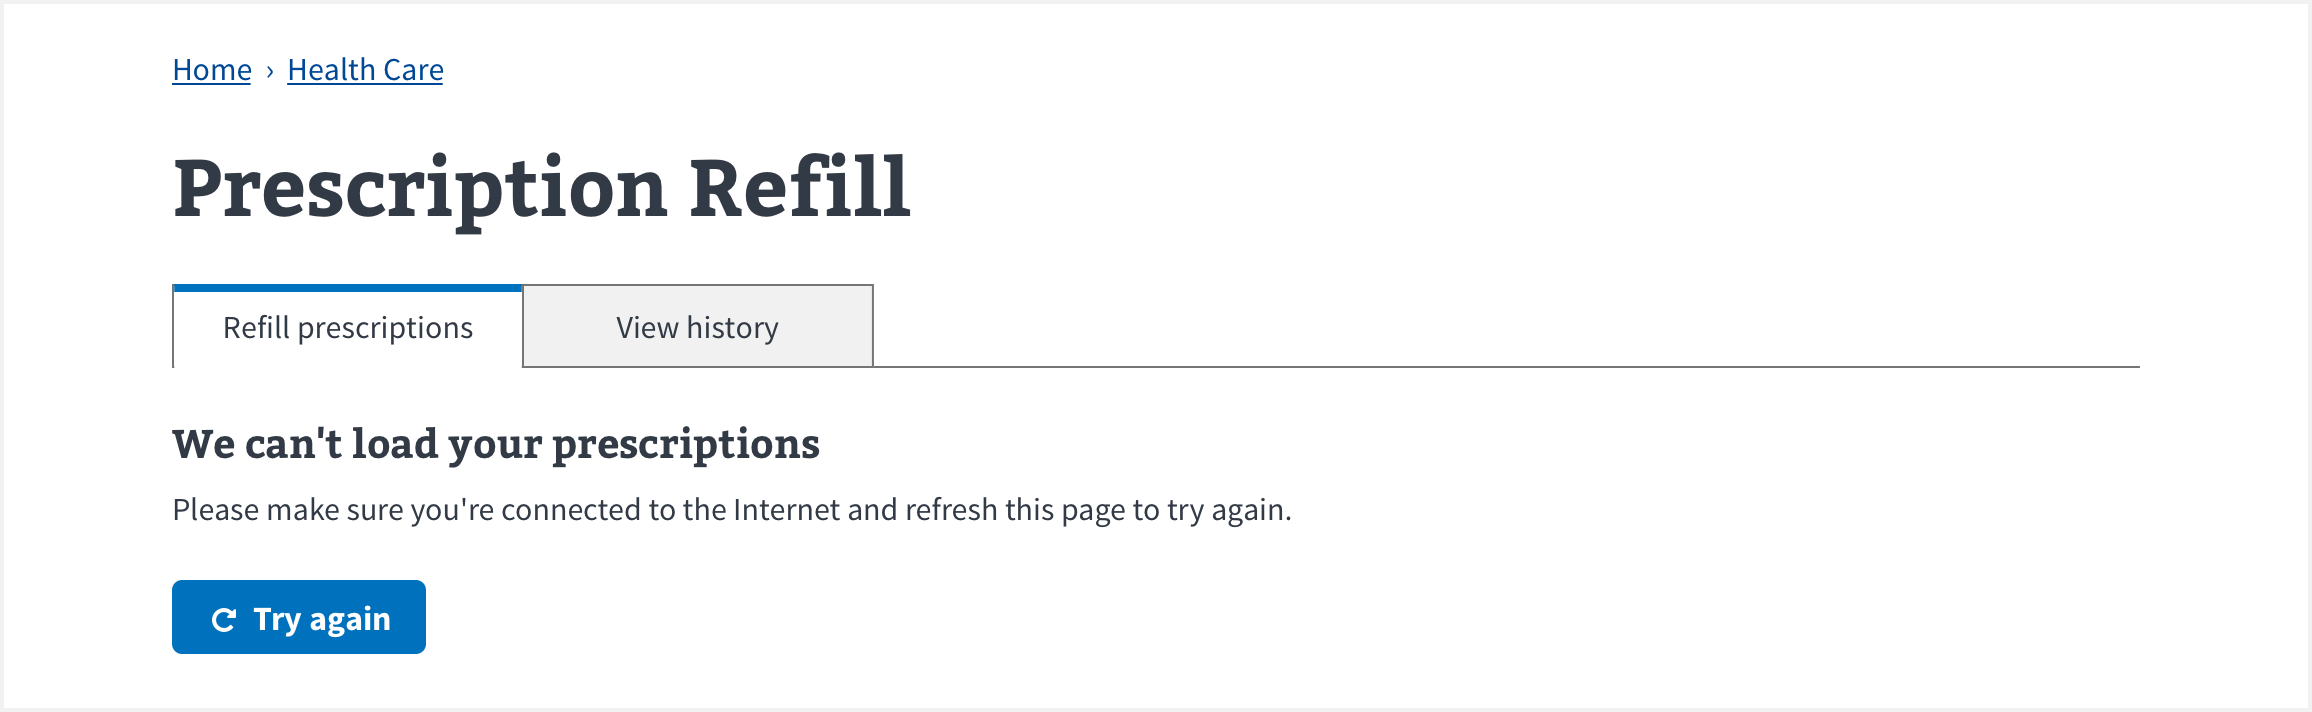 Home › Health Care
Prescription Refill
Refill prescriptions View history
We can't load your prescriptions
Please make sure you're connected to the Internet and refresh this page to try again.
Try again